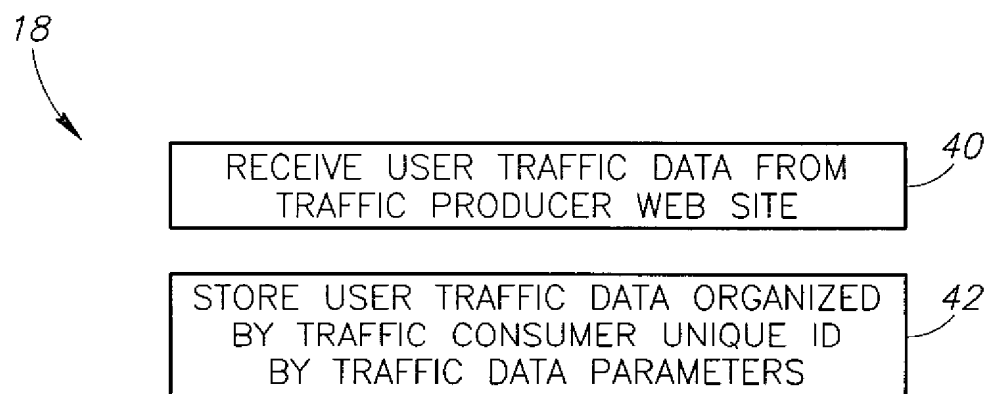 18
RECEIVE USER TRAFFIC DATA FROM
TRAFFIC PRODUCER WEB SITE
40
STORE USER TRAFFIC DATA ORGANIZED
BY TRAFFIC CONSUMER UNIQUE ID
BY TRAFFIC DATA PARAMETERS
42